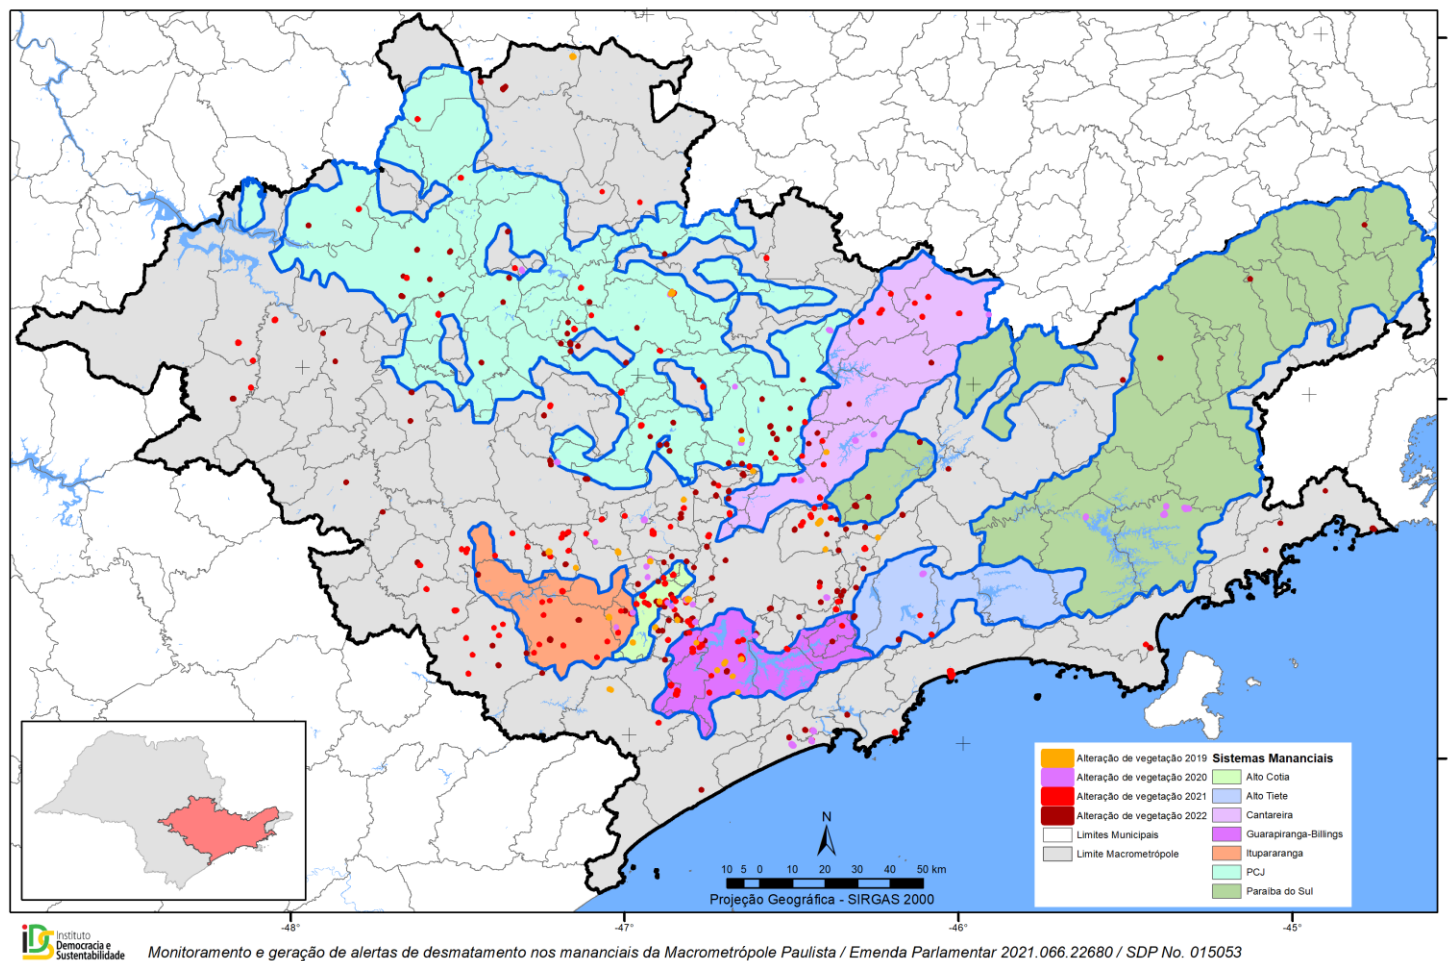 Alteração de vegetação 2019
Alteração de vegetação 2020
Alteração de vegetação 2021
Alteração de vegetação 2022
Limites Municipais
Limite Macrometrópole
Sistemas Mananciais
Alto Cotia
Alto Tiete
Cantareira
Guarapiranga-Billings
Itupararanga
PCJ
Paraiba do Sul
N
10 5 0 10 20 30 40 50 km
Projeção Geográfica - SIRGAS 2000
-48° -47° -46° -45°
iDS Instituto
Democracia e
Sustentabilidade
Monitoramento e geração de alertas de desmatamento nos mananciais da Macrometrópole Paulista / Emenda Parlamentar 2021.066.22680 / SDP No. 015053